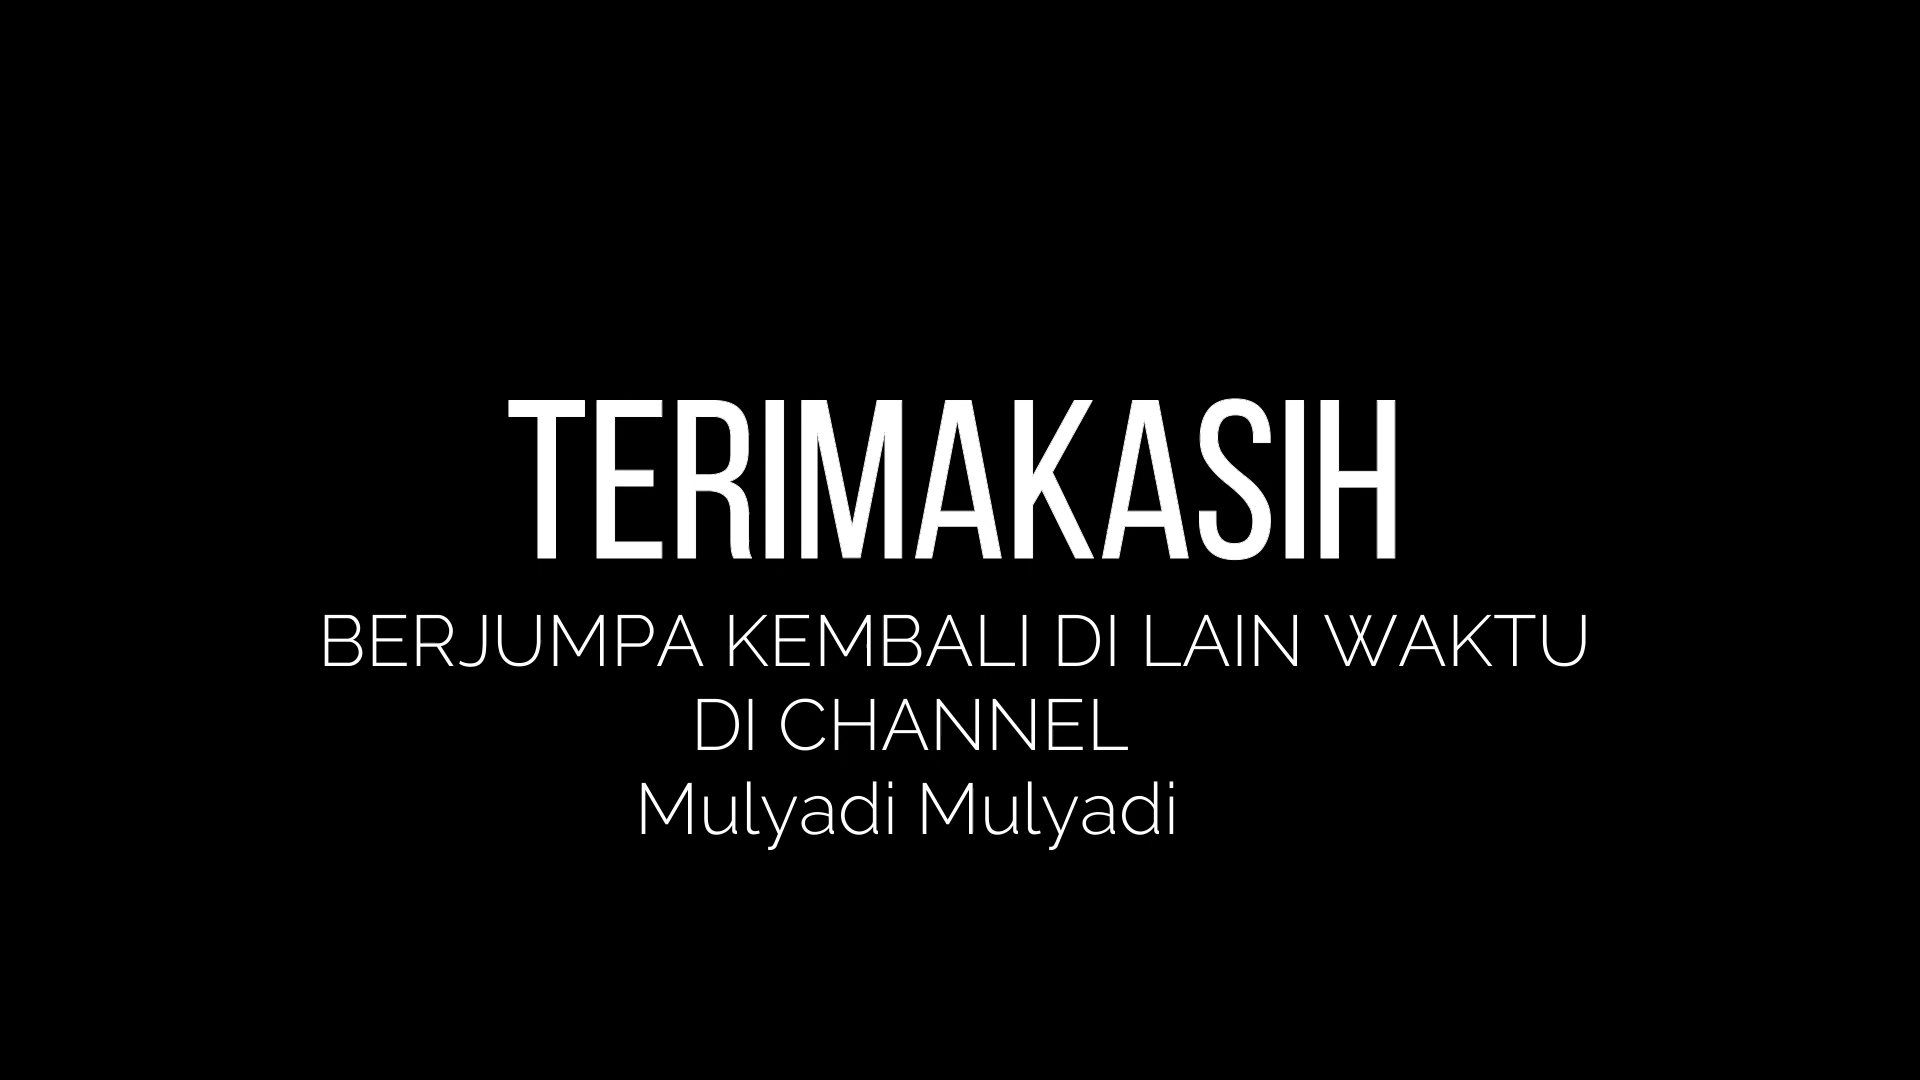 TERIMAKASIH
BERJUMPA KEMBALI DI LAIN WAKTU
DI CHANNEL
Mulyadi Mulyadi